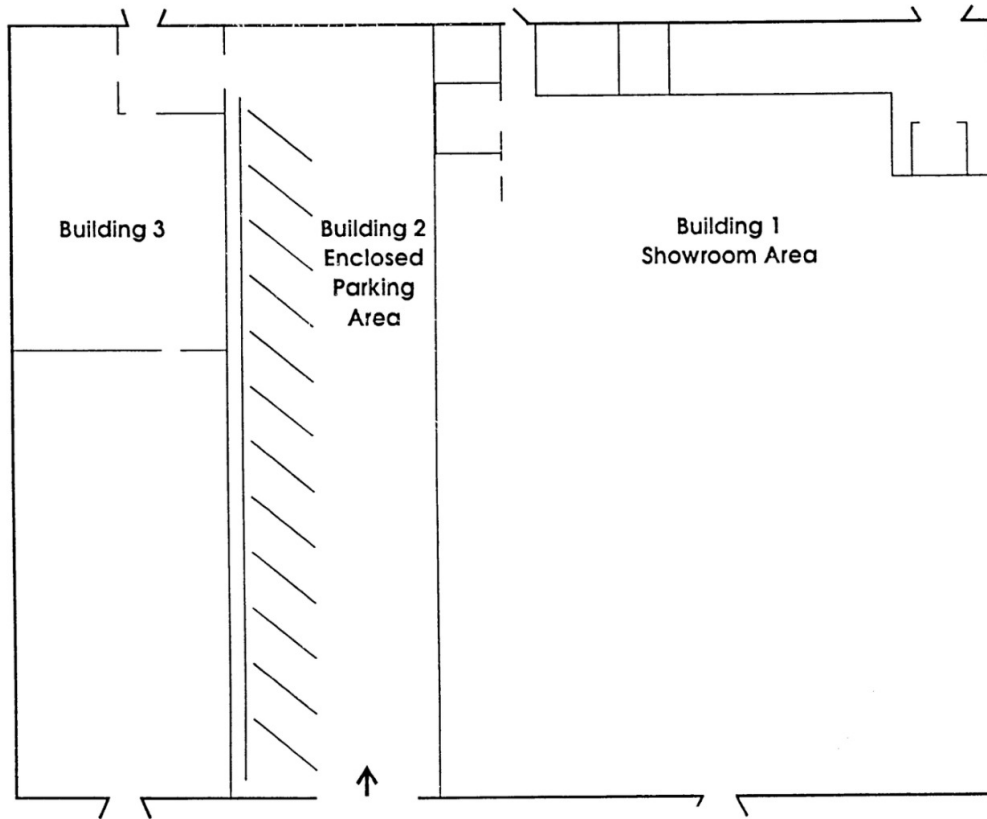 Building 3
Building 2
Enclosed
Parking
Area
Building 1
Showroom Area